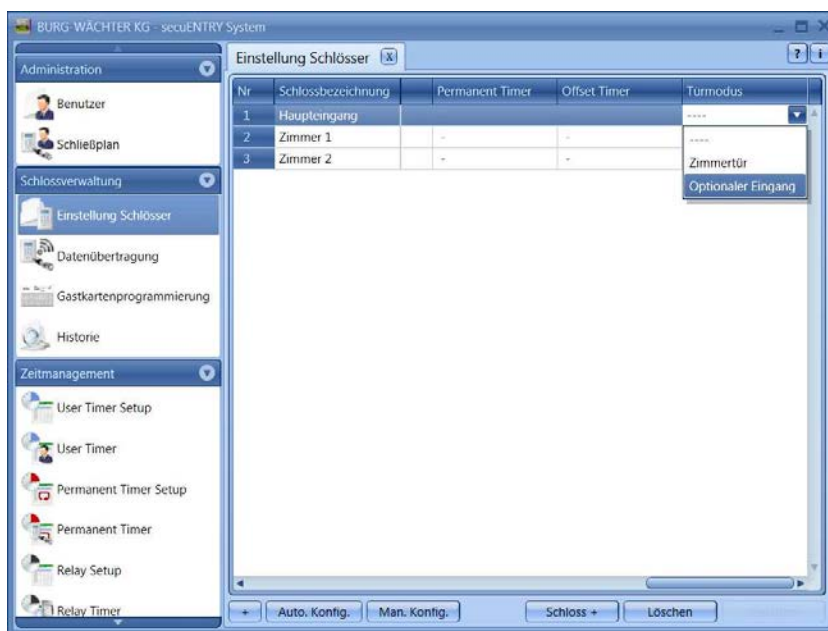 BURG-WÄCHTER KG - secuENTRY System
Administration
Benutzer
Schließplan
Schlossverwaltung
Einstellung Schlösser
Datenübertragung
Gastkartenprogrammierung
Historie
Zeitmanagement
User Timer Setup
User Timer
Permanent Timer Setup
Permanent Timer
Relay Setup
Relay Timer
Einstellung Schlösser x
? i
Nr Schlossbezeichnung Permanent Timer Offset Timer Türmodus
1 Haupteingang ----
2 Zimmer 1 - -
3 Zimmer 2 - -
----
Zimmertür
Optionaler Eingang
+ Auto. Konfig. Man. Konfig. Schloss + Löschen